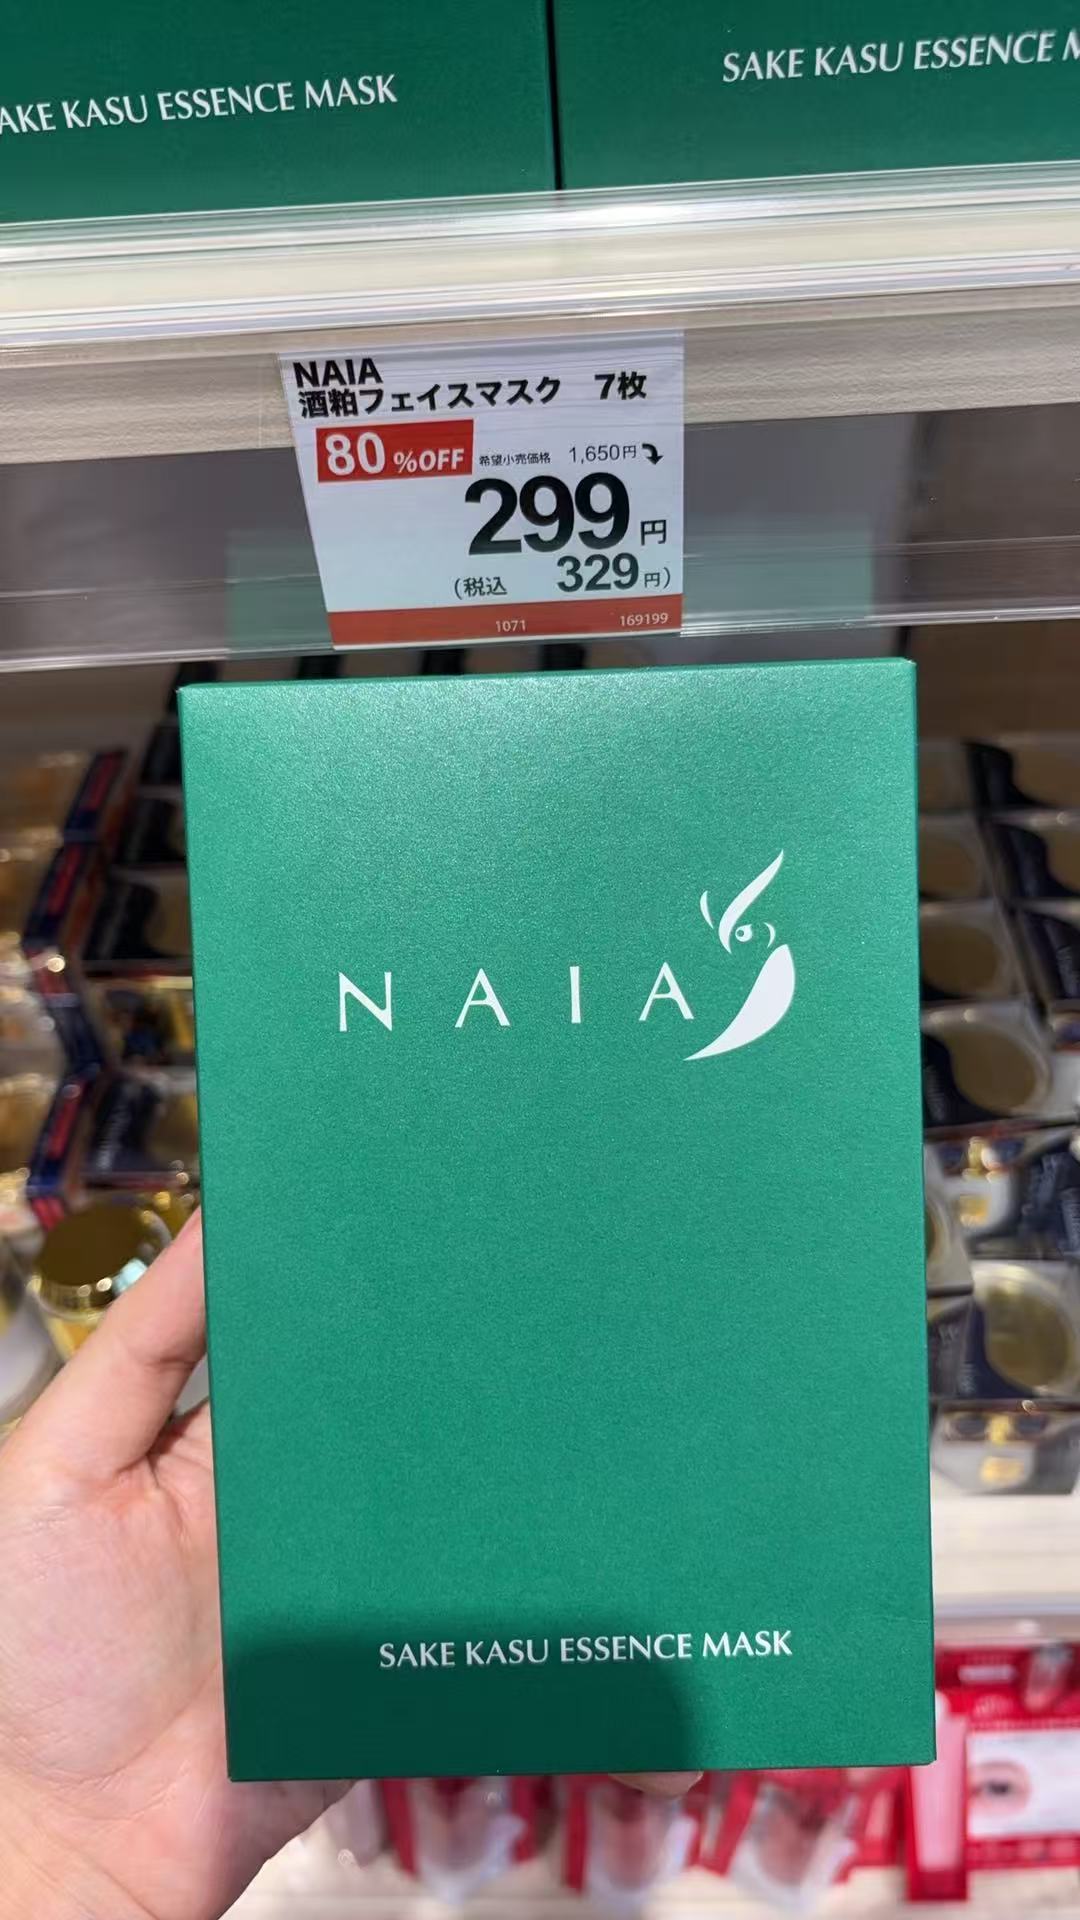 AKE KASU ESSENCE MASK
SAKE KASU ESSENCE M
NAIA
酒粕フェイスマスク 7枚
80%OFF 希望小売価格 1,650円
299円
(税込 329円)
1071 169199
NAIA
SAKE KASU ESSENCE MASK